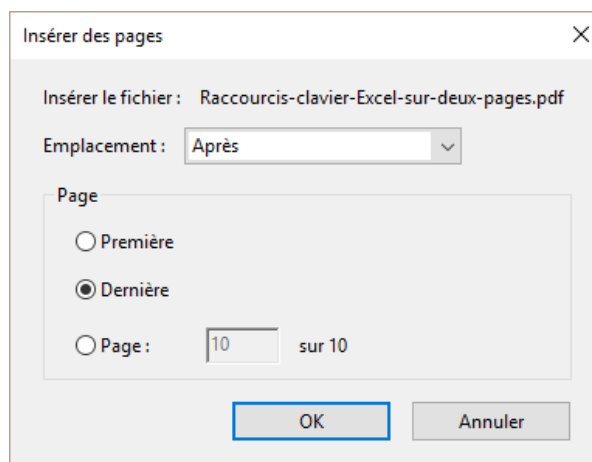 Insérer des pages
Insérer le fichier : Raccourcis-clavier-Excel-sur-deux-pages.pdf
Emplacement : Après
Page
Première
Dernière
Page : 10 sur 10
OK Annuler